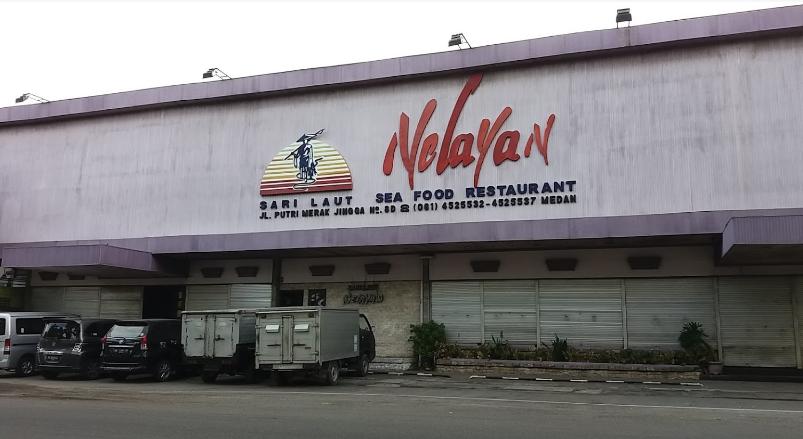 Nelayan
SARI LAUT SEA FOOD RESTAURANT
JL. PUTRI MERAK JINGGA No. 8D ☎ (061) 4525532-4525537 MEDAN